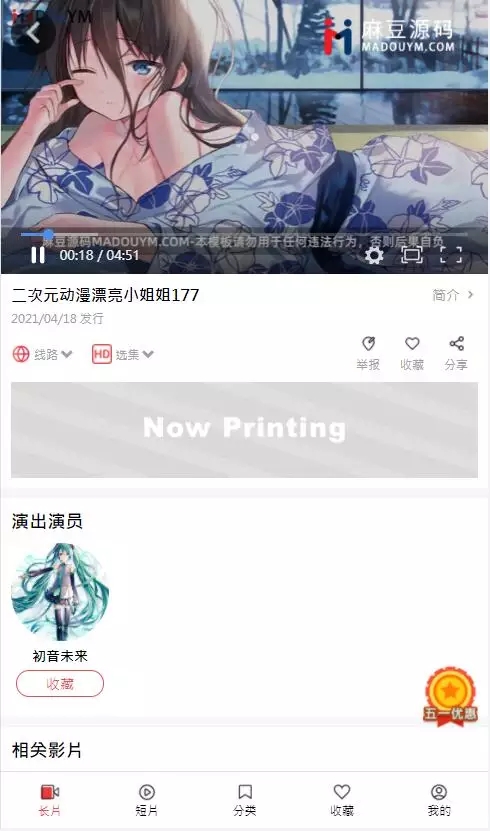 YM
麻豆源码
MADOUYM.COM
麻豆源码MADOUYM.COM-本模板请勿用于任何违法行为，否则后果自负
00:18 / 04:51
二次元动漫漂亮小姐姐177
简介
2021/04/18 发行
线路
HD 选集
举报
收藏
分享
Now Printing
演出演员
初音未来
收藏
五一优惠
相关影片
长片
短片
分类
收藏
我的